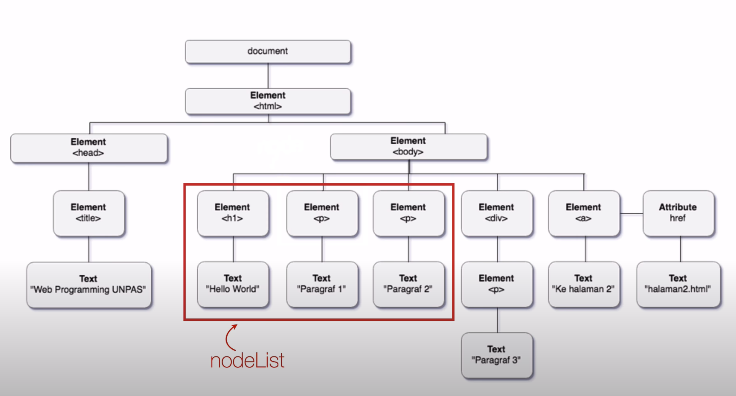 document
Element
<html>
Element
<head>
Element
<body>
Element
<title>
Element
<h1>
Element
<p>
Element
<p>
Element
<div>
Element
<a>
Attribute
href
Text
"Web Programming UNPAS"
Text
"Hello World"
Text
"Paragraf 1"
Text
"Paragraf 2"
Element
<p>
Text
"Ke halaman 2"
Text
"halaman2.html"
Text
"Paragraf 3"
nodeList